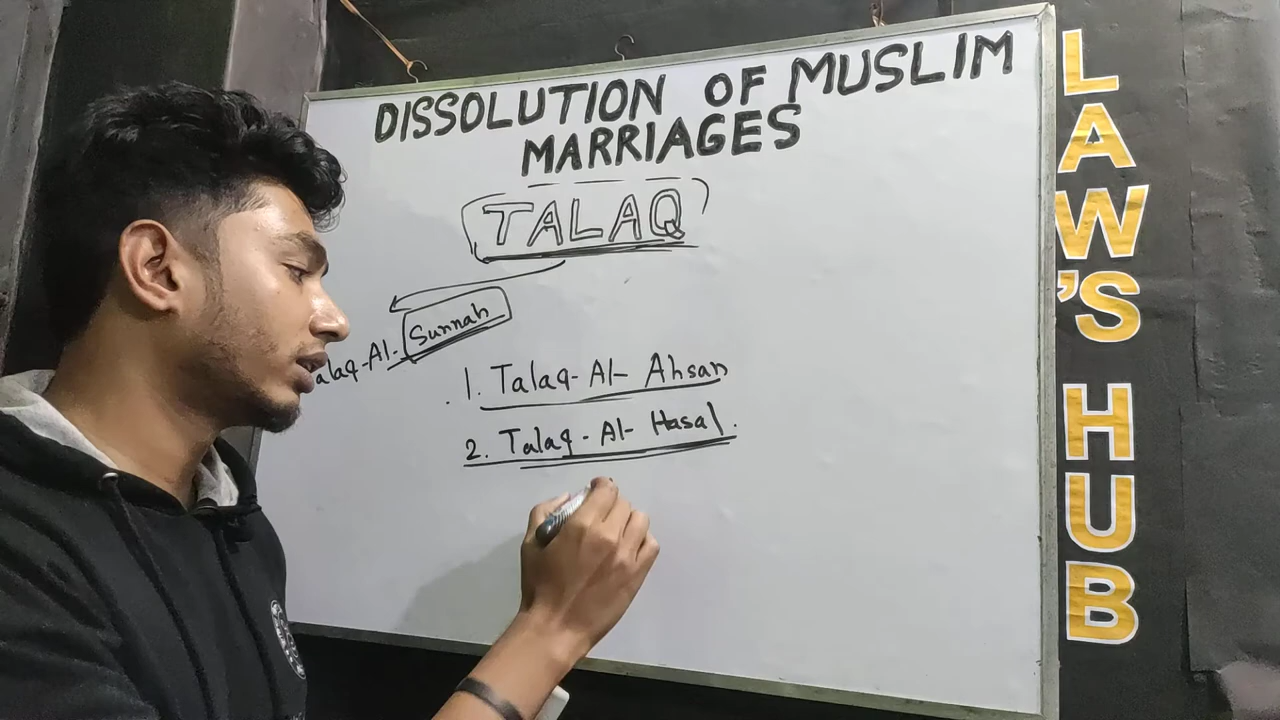 DISSOLUTION OF MUSLIM
MARRIAGES
TALAQ
alaq-Al-Sunnah
1. Talaq-Al-Ahsan
2. Talaq-Al-Hasal.
LAW'S HUB